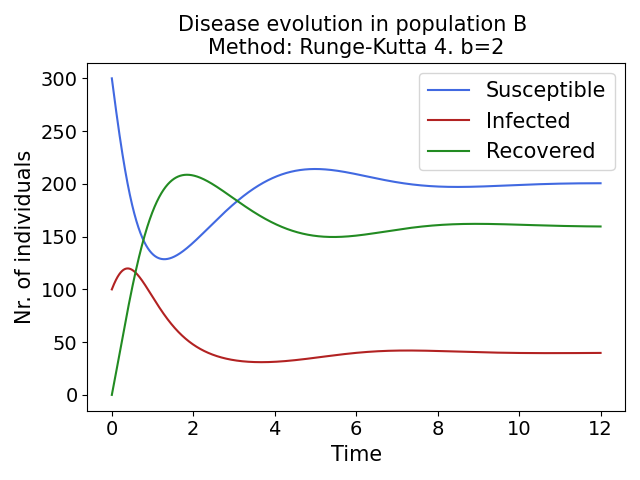 Disease evolution in population B
Method: Runge-Kutta 4. b=2
Nr. of individuals
300
250
200
150
100
50
0
Susceptible
Infected
Recovered
0 2 4 6 8 10 12
Time